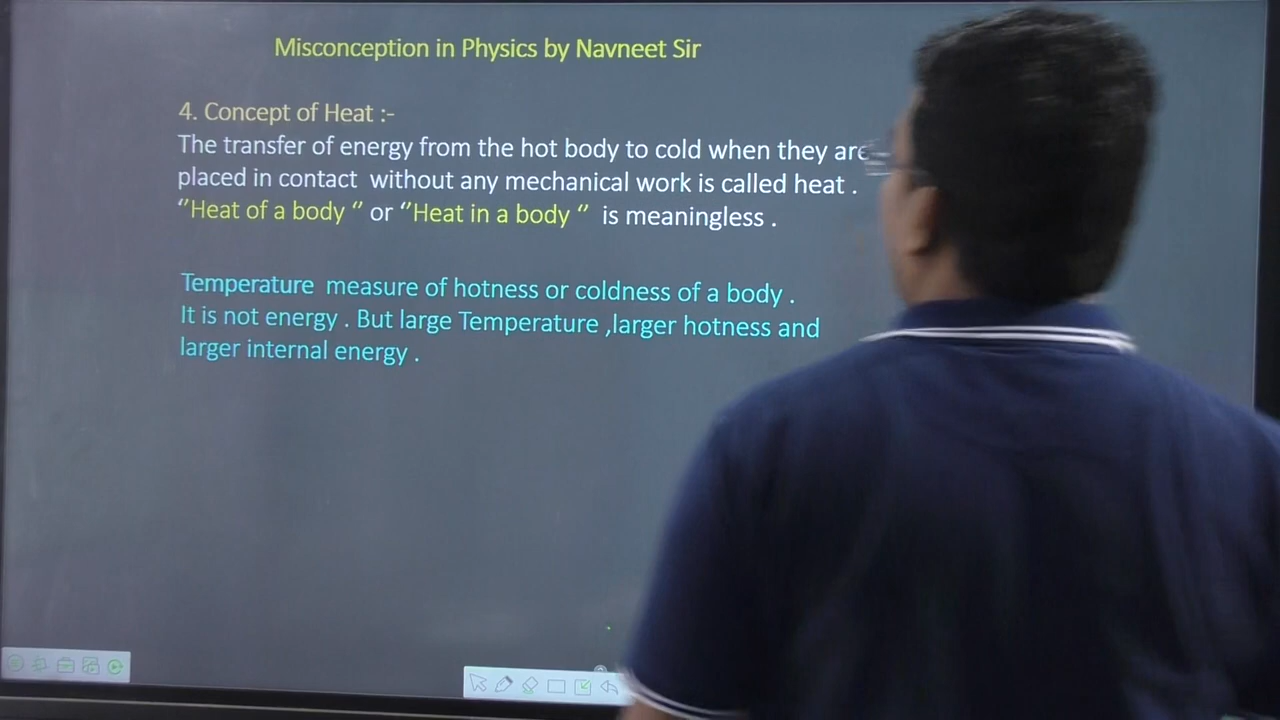 Misconception in Physics by Navneet Sir
4. Concept of Heat :-
The transfer of energy from the hot body to cold when they are
placed in contact without any mechanical work is called heat .
“Heat of a body “ or “Heat in a body “ is meaningless .
Temperature measure of hotness or coldness of a body .
It is not energy . But large Temperature ,larger hotness and
larger internal energy .